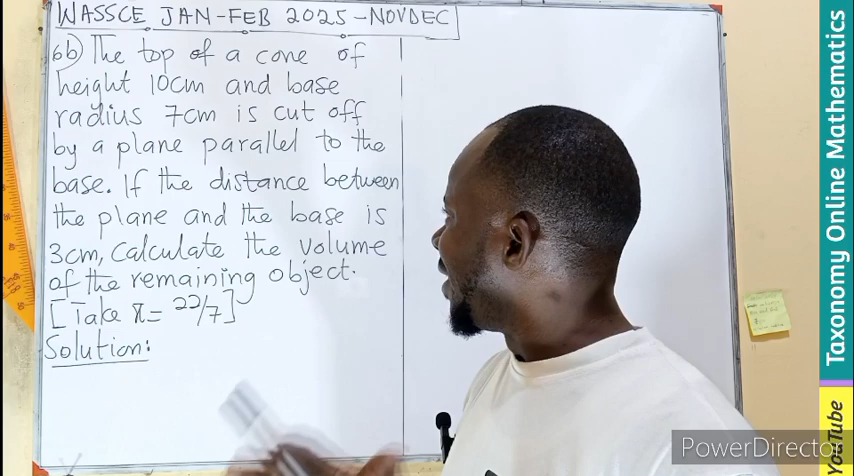 WASSCE JAN-FEB 2025-NOVDEC
6b) The top of a cone of
height 10cm and base
radius 7cm is cut off
by a plane parallel to the
base. If the distance between
the plane and the base is
3cm, Calculate the volume
of the remaining object.
[Take π = 22/7]
Solution:
Taxonomy Online Mathematics
YouTube
PowerDirector